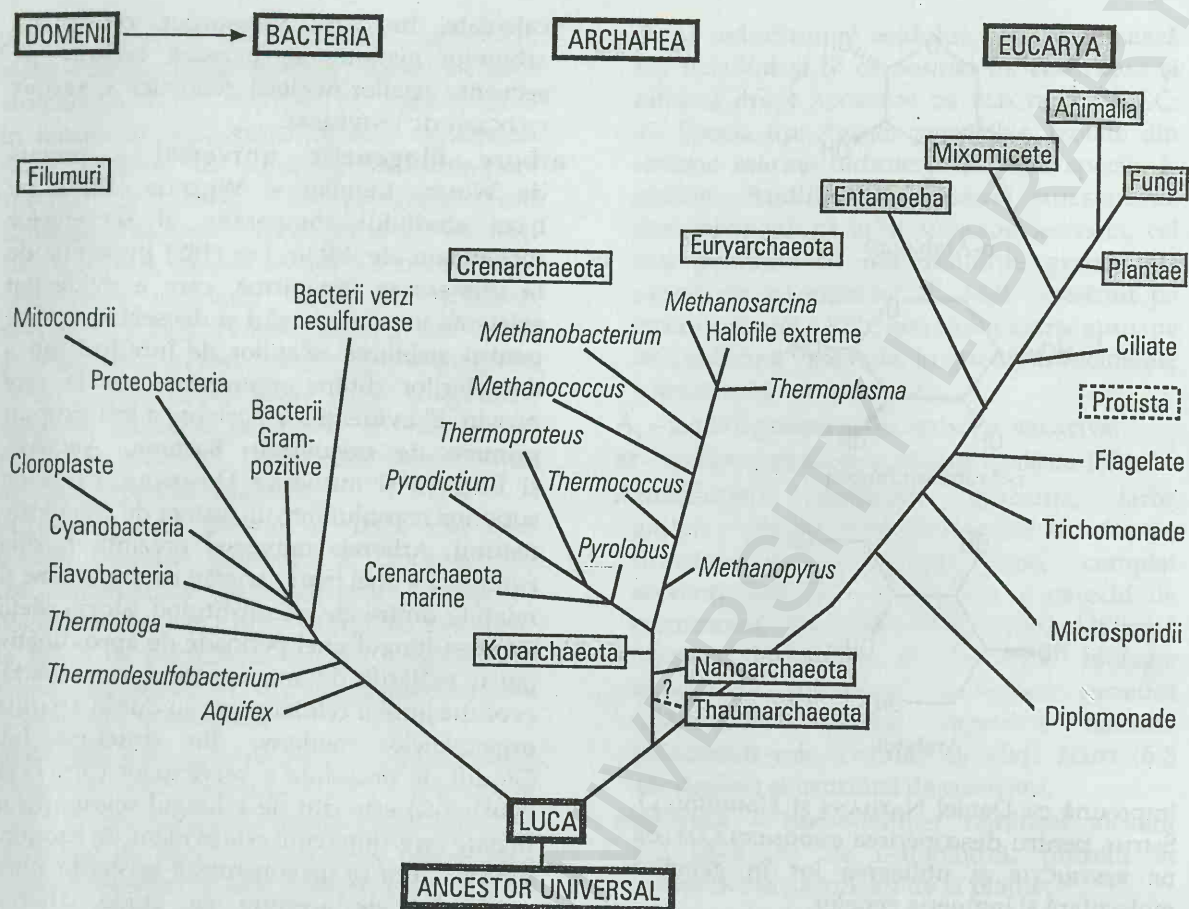 DOMENII
BACTERIA
ARCHAHEA
EUCARYA
Filumuri
Mitocondrii
Proteobacteria
Cloroplaste
Cyanobacteria
Flavobacteria
Thermotoga
Thermodesulfobacterium
Aquifex
Bacterii verzi
nesulfuroase
Bacterii
Gram-
pozitive
Crenarchaeota
Euryarchaeota
Methanosarcina
Methanobacterium
Halofile extreme
Methanococcus
Thermoplasma
Thermoproteus
Thermococcus
Pyrodictium
Pyrolobus
Crenarchaeota
marine
Methanopyrus
Korarchaeota
Nanoarchaeota
?
Thaumarchaeota
Animalia
Mixomicete
Fungi
Entamoeba
Plantae
Ciliate
Protista
Flagelate
Trichomonade
Microsporidii
Diplomonade
LUCA
ANCESTOR UNIVERSAL
UNIVERSITY LIBRARY